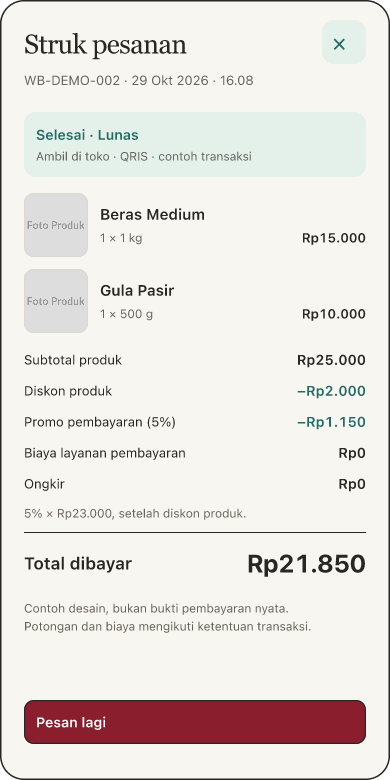 Struk pesanan
×
WB-DEMO-002 · 29 Okt 2026 · 16.08
Selesai · Lunas
Ambil di toko · QRIS · contoh transaksi
Foto Produk
Beras Medium
1 × 1 kg
Rp15.000
Foto Produk
Gula Pasir
1 × 500 g
Rp10.000
Subtotal produk Rp25.000
Diskon produk −Rp2.000
Promo pembayaran (5%) −Rp1.150
Biaya layanan pembayaran Rp0
Ongkir Rp0
5% × Rp23.000, setelah diskon produk.
Total dibayar Rp21.850
Contoh desain, bukan bukti pembayaran nyata.
Potongan dan biaya mengikuti ketentuan transaksi.
Pesan lagi